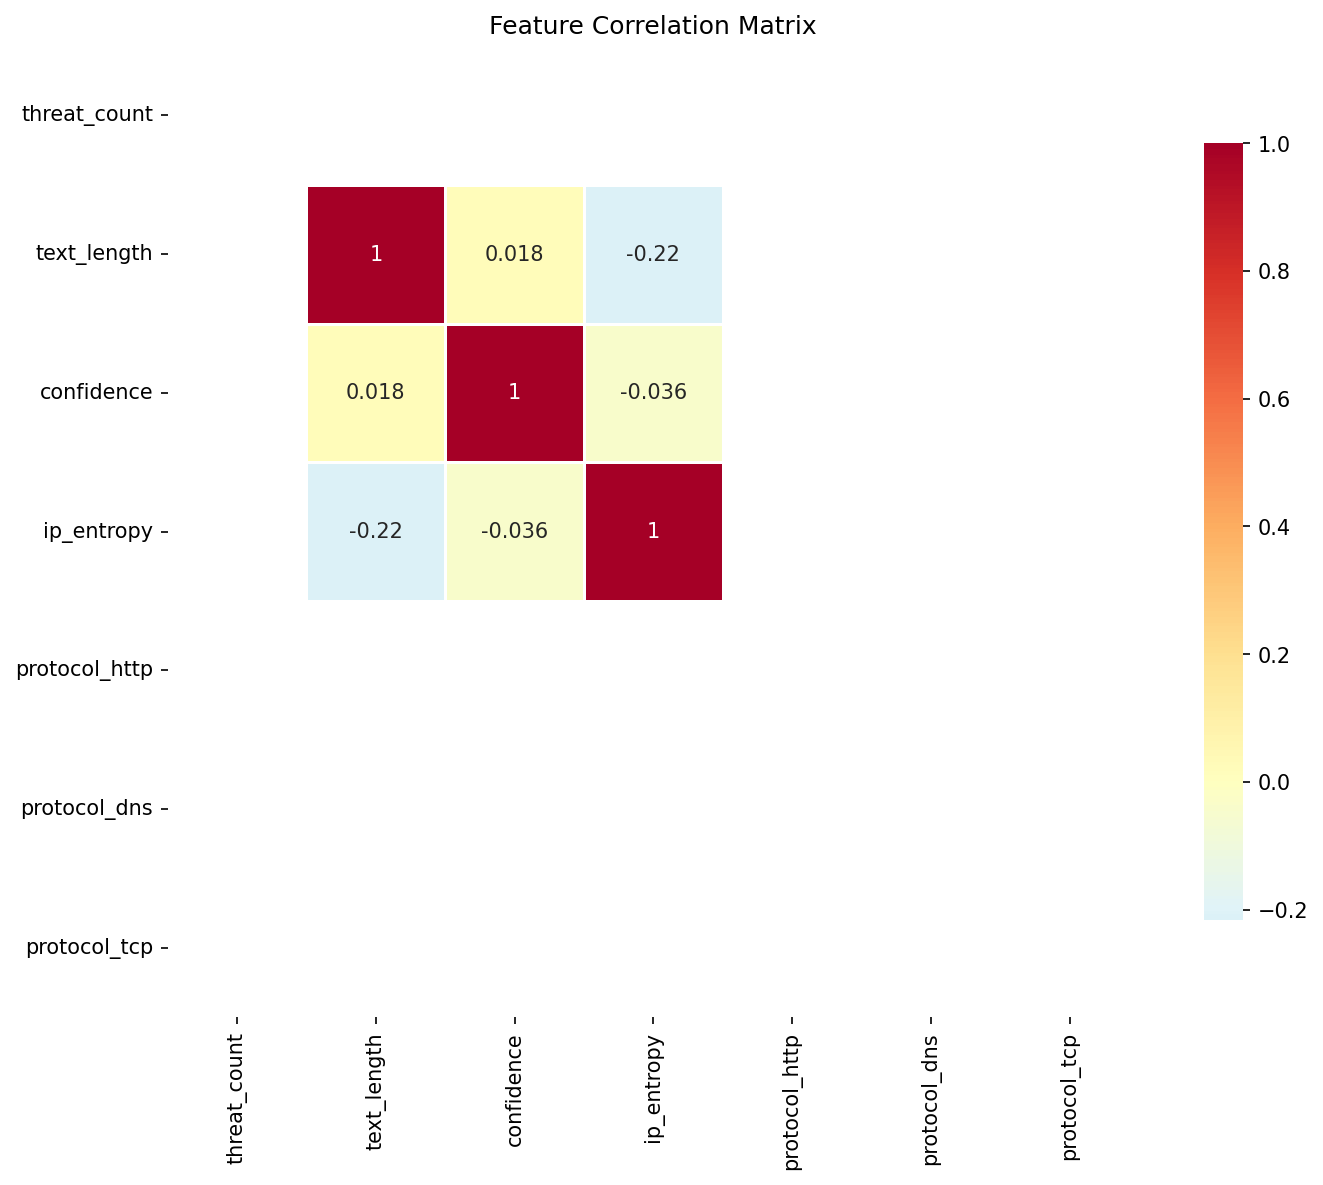 Feature Correlation Matrix
threat_count
text_length
confidence
ip_entropy
protocol_http
protocol_dns
protocol_tcp
1 0.018 -0.22
0.018 1 -0.036
-0.22 -0.036 1
threat_count
text_length
confidence
ip_entropy
protocol_http
protocol_dns
protocol_tcp
1.0
0.8
0.6
0.4
0.2
0.0
−0.2